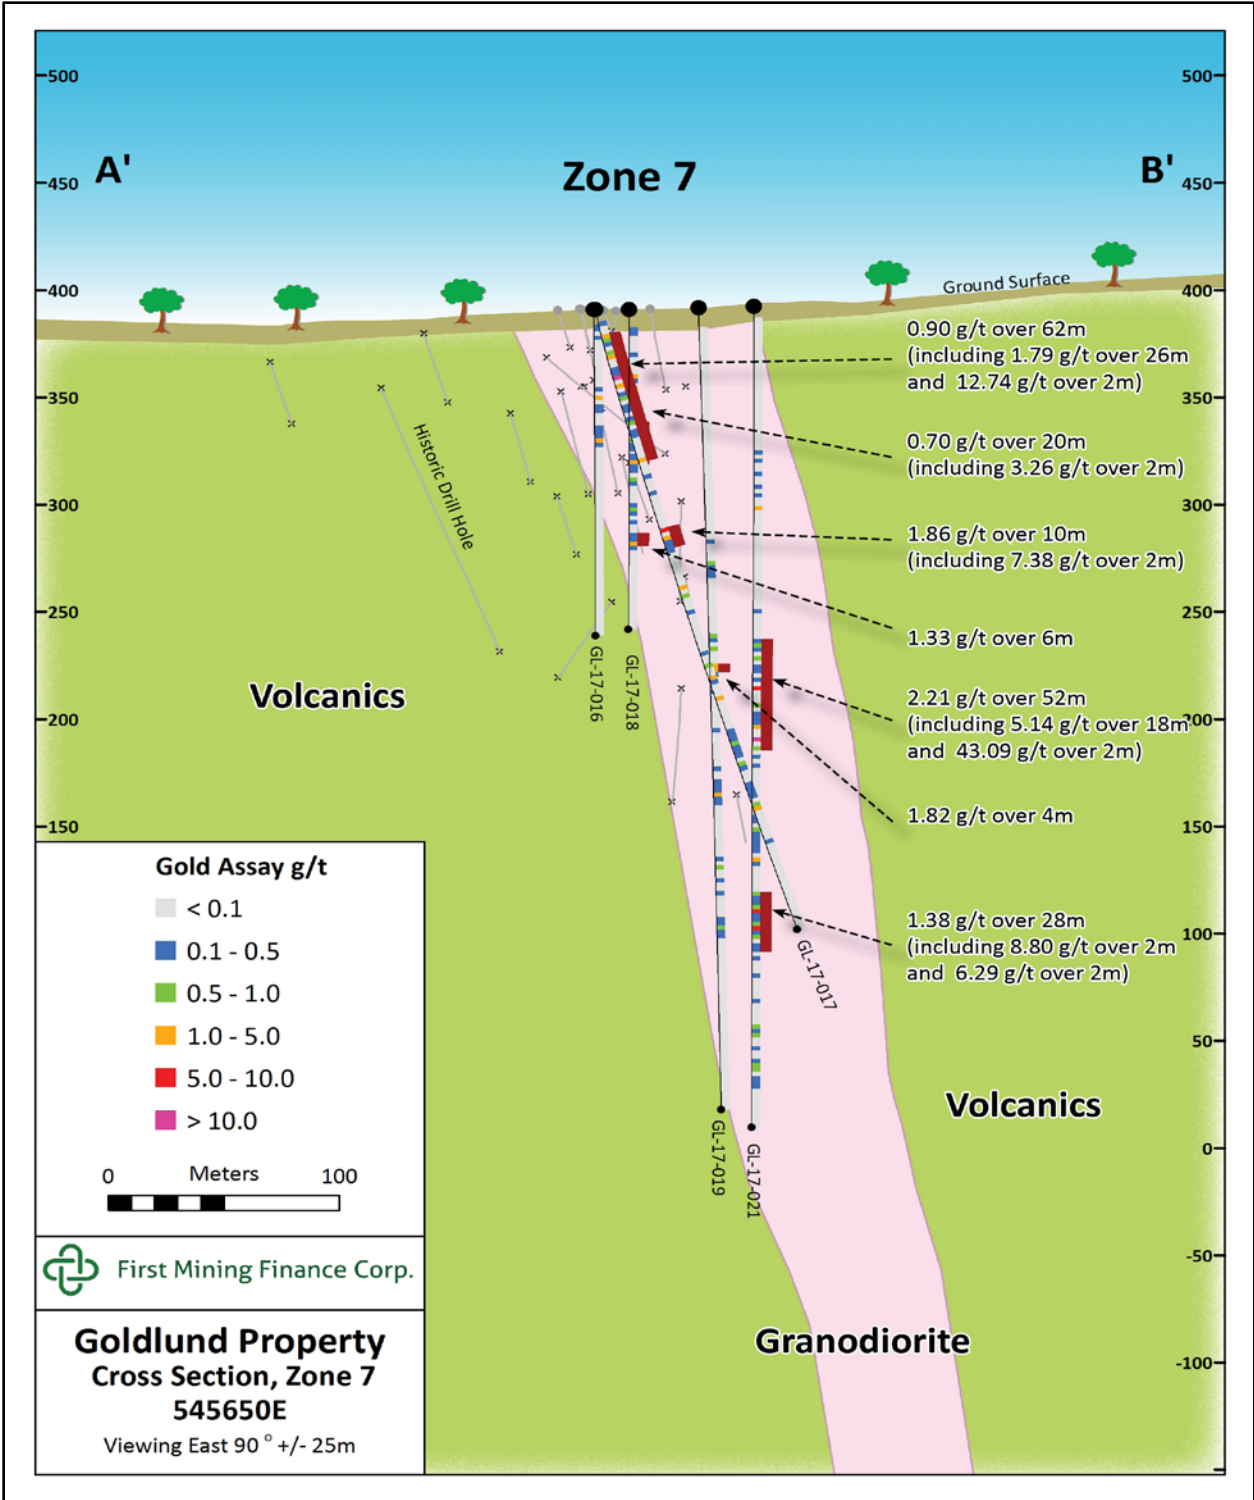 500
500
A'
Zone 7
B'
450
450
400
Ground Surface
400
0.90 g/t over 62m
(including 1.79 g/t over 26m
and 12.74 g/t over 2m)
350
350
0.70 g/t over 20m
(including 3.26 g/t over 2m)
Historic Drill Hole
300
300
1.86 g/t over 10m
(including 7.38 g/t over 2m)
250
250
1.33 g/t over 6m
GL-17-016
GL-17-018
Volcanics
2.21 g/t over 52m
(including 5.14 g/t over 18m
and 43.09 g/t over 2m)
200
200
1.82 g/t over 4m
150
150
1.38 g/t over 28m
(including 8.80 g/t over 2m
and 6.29 g/t over 2m)
100
GL-17-017
50
Volcanics
GL-17-019
GL-17-021
0
-50
Granodiorite
-100
Gold Assay g/t
< 0.1
0.1 - 0.5
0.5 - 1.0
1.0 - 5.0
5.0 - 10.0
> 10.0
0 Meters 100
First Mining Finance Corp.
Goldlund Property
Cross Section, Zone 7
545650E
Viewing East 90 ° +/- 25m